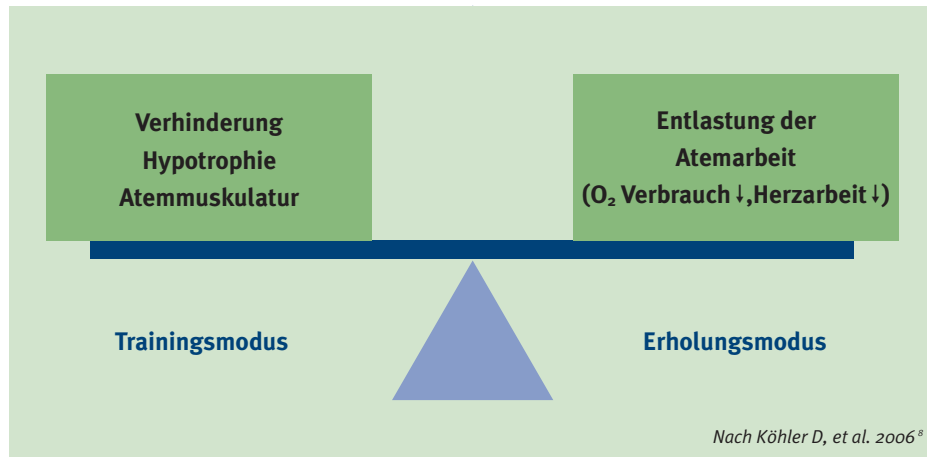 Verhinderung
Hypotrophie
Atemmuskulatur
Entlastung der
Atemarbeit
(O₂ Verbrauch↓,Herzarbeit↓)
Trainingsmodus
Erholungsmodus
Nach Köhler D, et al. 2006⁸